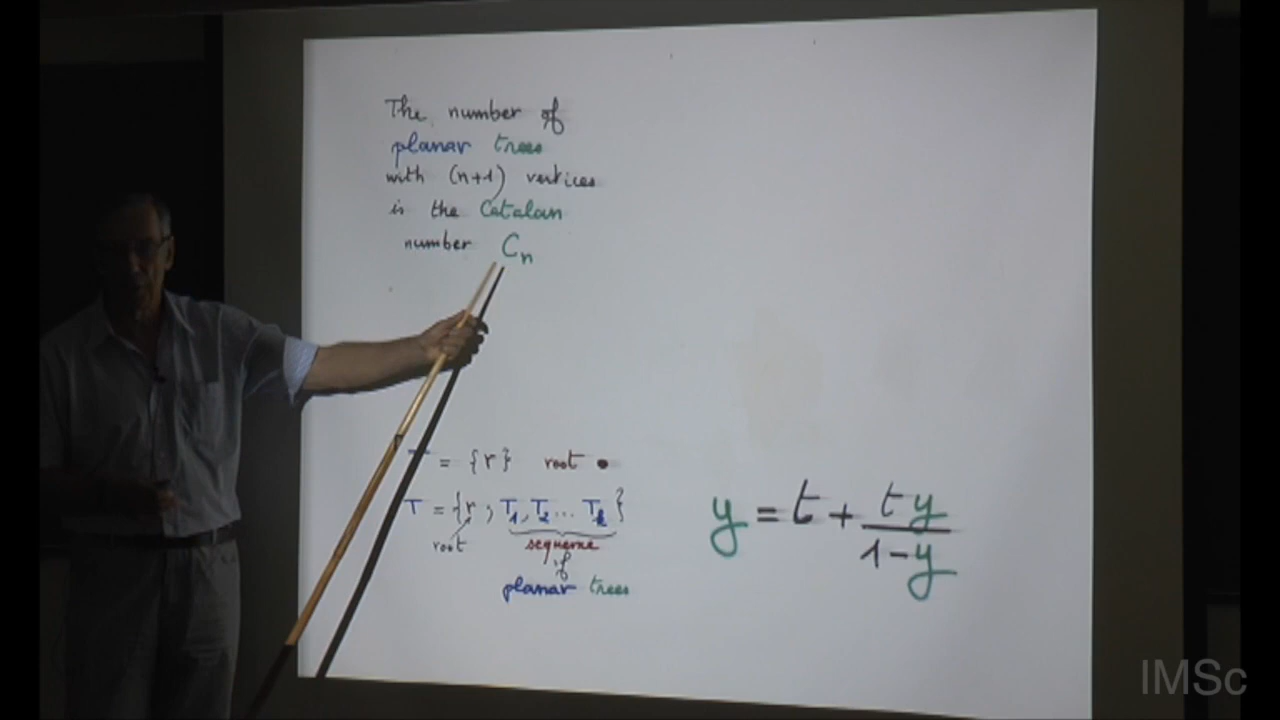 The number of
planar trees
with (n+1) vertices
is the Catalan
number Cₙ
T = {r} root •
T = {r ; T₁, T₂ ... Tₖ}
root sequence
of
planar trees
y = t + ty / 1-y
IMSc